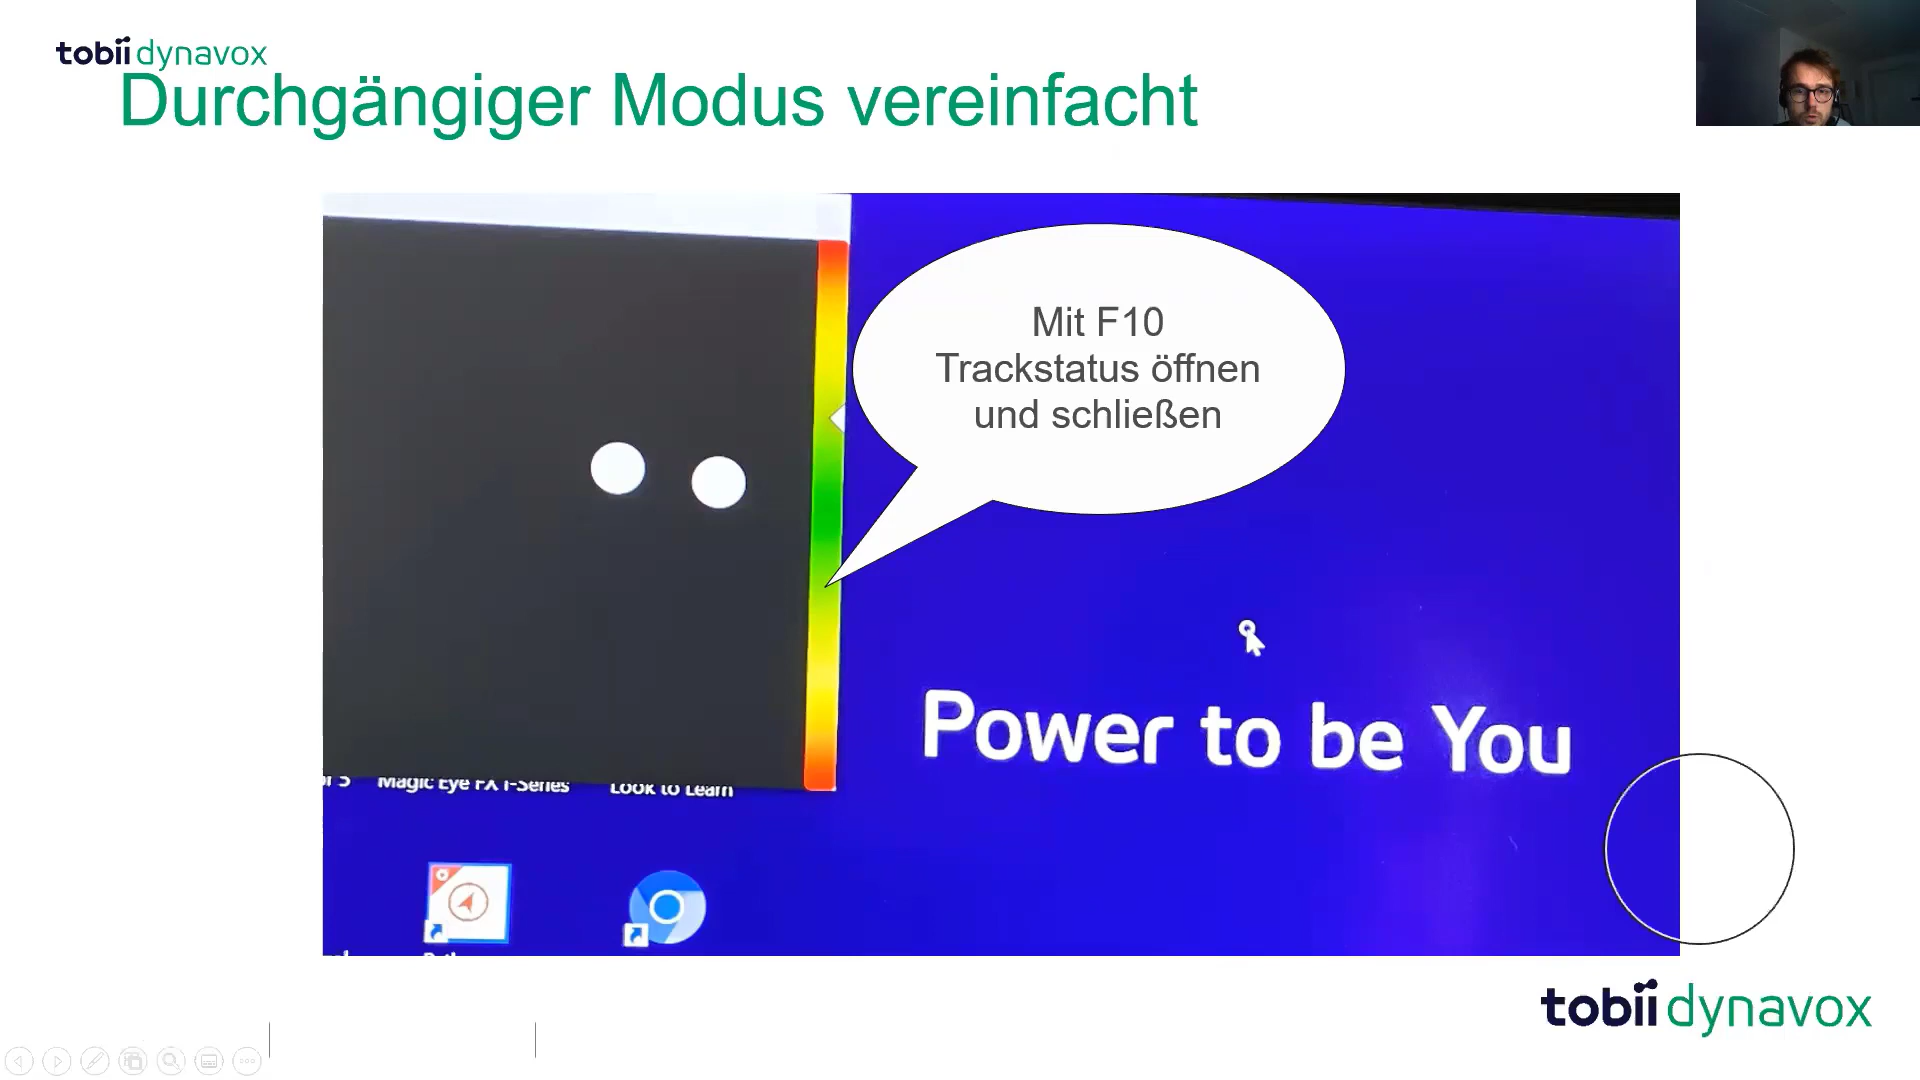 tobii dynavox
Durchgängiger Modus vereinfacht
Mit F10
Trackstatus öffnen
und schließen
Power to be You
Magic Eye FX I-Series
Look to Learn
tobii dynavox